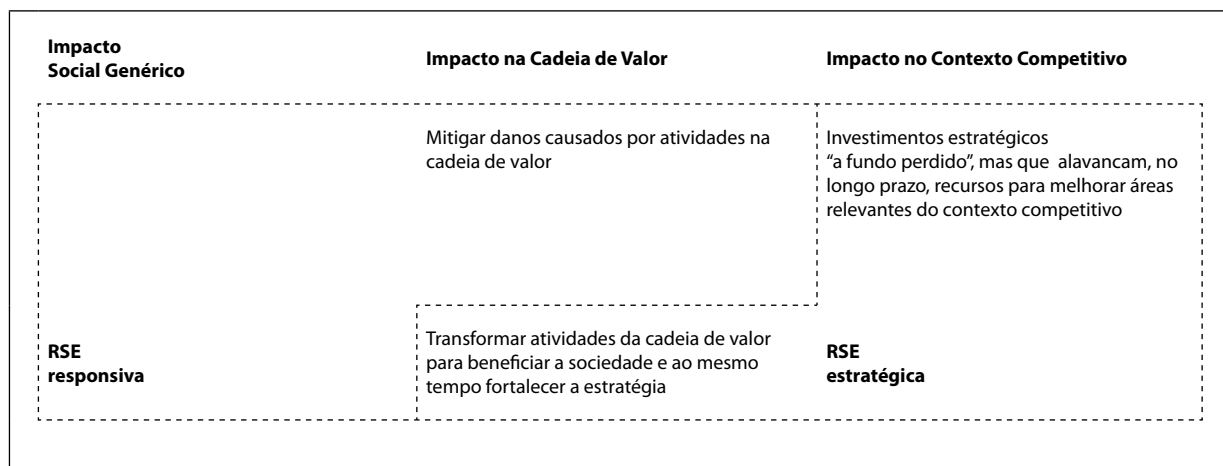 Impacto
Social Genérico
Impacto na Cadeia de Valor
Impacto no Contexto Competitivo
Mitigar danos causados por atividades na
cadeia de valor
Investimentos estratégicos
“a fundo perdido”, mas que alavancam, no
longo prazo, recursos para melhorar áreas
relevantes do contexto competitivo
RSE
responsiva
Transformar atividades da cadeia de valor
para beneficiar a sociedade e ao mesmo
tempo fortalecer a estratégia
RSE
estratégica